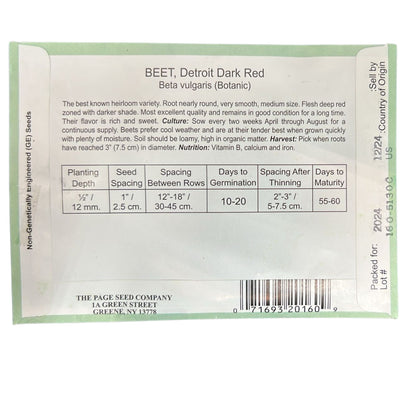 BEET, Detroit Dark Red
Beta vulgaris (Botanic)
The best known heirloom variety. Root nearly round, very smooth, medium size. Flesh deep red
zoned with darker shade. Most excellent quality and remains in good condition for a long time.
Their flavor is rich and sweet. Culture: Sow every two weeks April through August for a
continuous supply. Beets prefer cool weather and are at their tender best when grown quickly
with plenty of moisture. Soil should be loamy, high in organic matter. Harvest: Pick when roots
have reached 3" (7.5 cm) in diameter. Nutrition: Vitamin B, calcium and iron.
Planting Depth Seed Spacing Spacing Between Rows Days to Germination Spacing After Thinning Days to Maturity
½" / 12 mm. 1" / 2.5 cm. 12"-18" / 30-45 cm. 10-20 2"-3" / 5-7.5 cm. 55-60
THE PAGE SEED COMPANY
1A GREEN STREET
GREENE, NY 13778
0 71693 20160 9
Non-Genetically Engineered (GE) Seeds
Packed for: 2024 12/24 :Sell by
Lot # 160-5130C US :Country of Origin